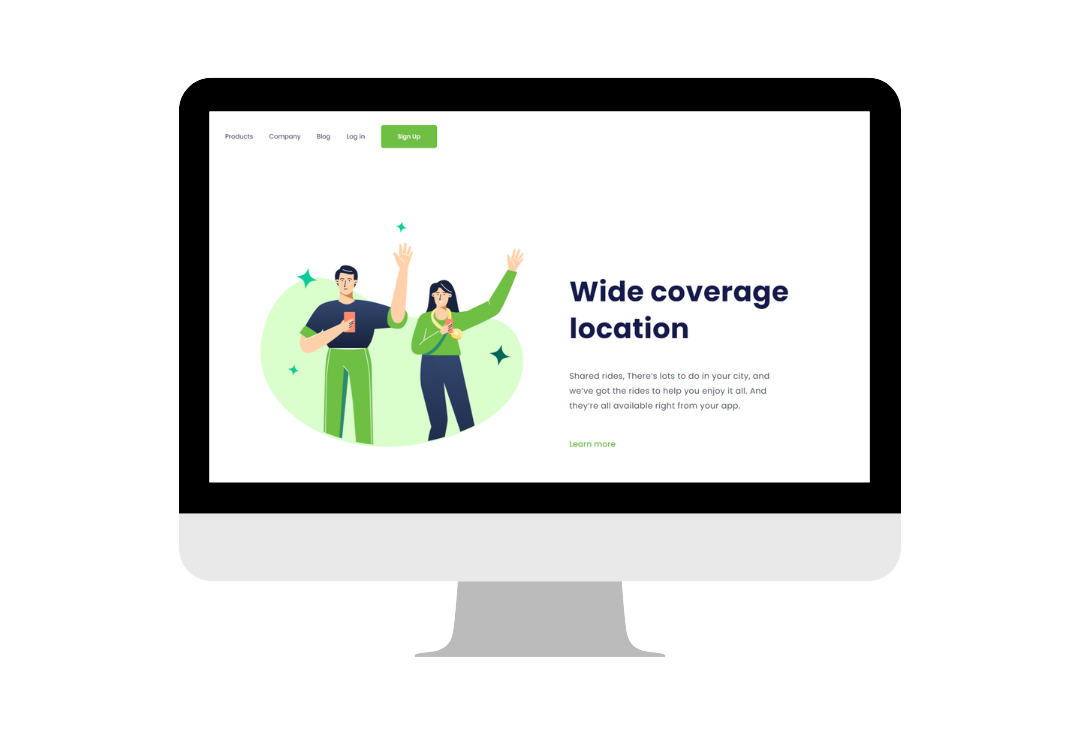 Products Company Blog Log in Sign Up
Wide coverage
location
Shared rides, There's lots to do in your city, and
we've got the rides to help you enjoy it all. And
they're all available right from your app.
Learn more